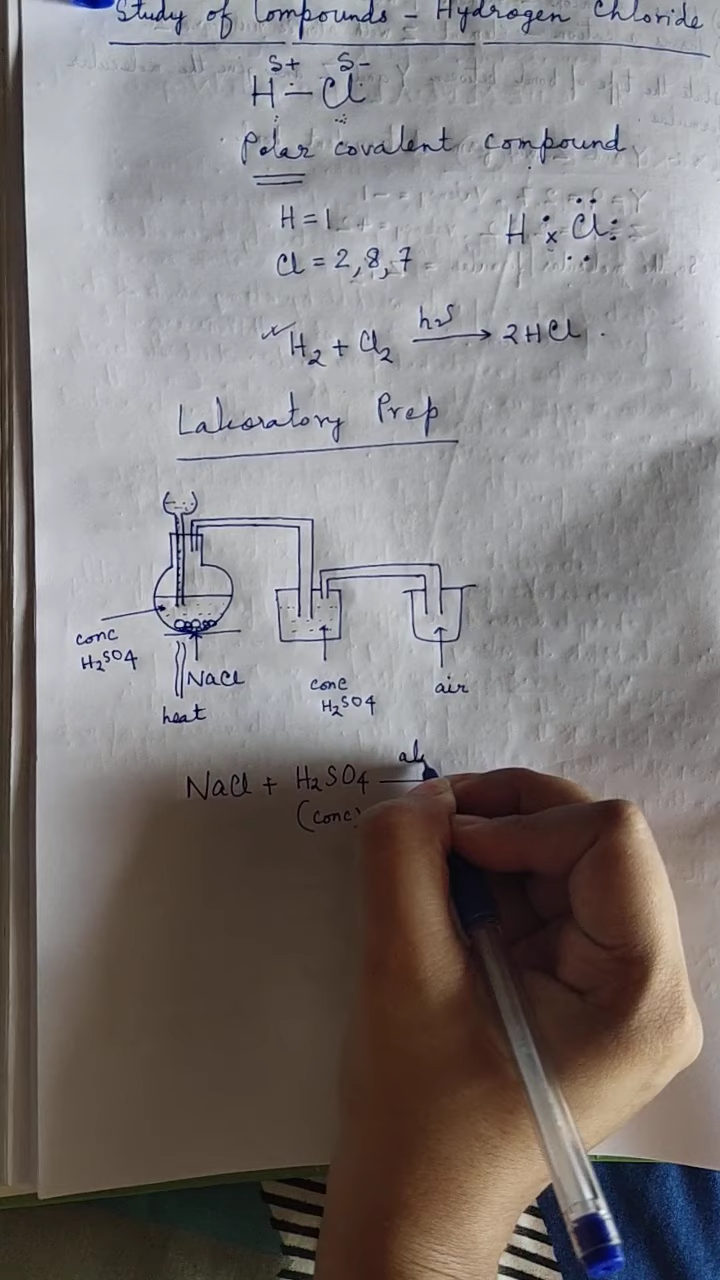 Study of Compounds - Hydrogen Chloride
δ+ δ-
H - Cl
Polar covalent compound
H = 1
Cl = 2, 8, 7
H Cl
H2 + Cl2 → 2HCl .
Laboratory Prep
conc
H2SO4
NaCl
heat
conc
H2SO4
air
NaCl + H2SO4
(conc)